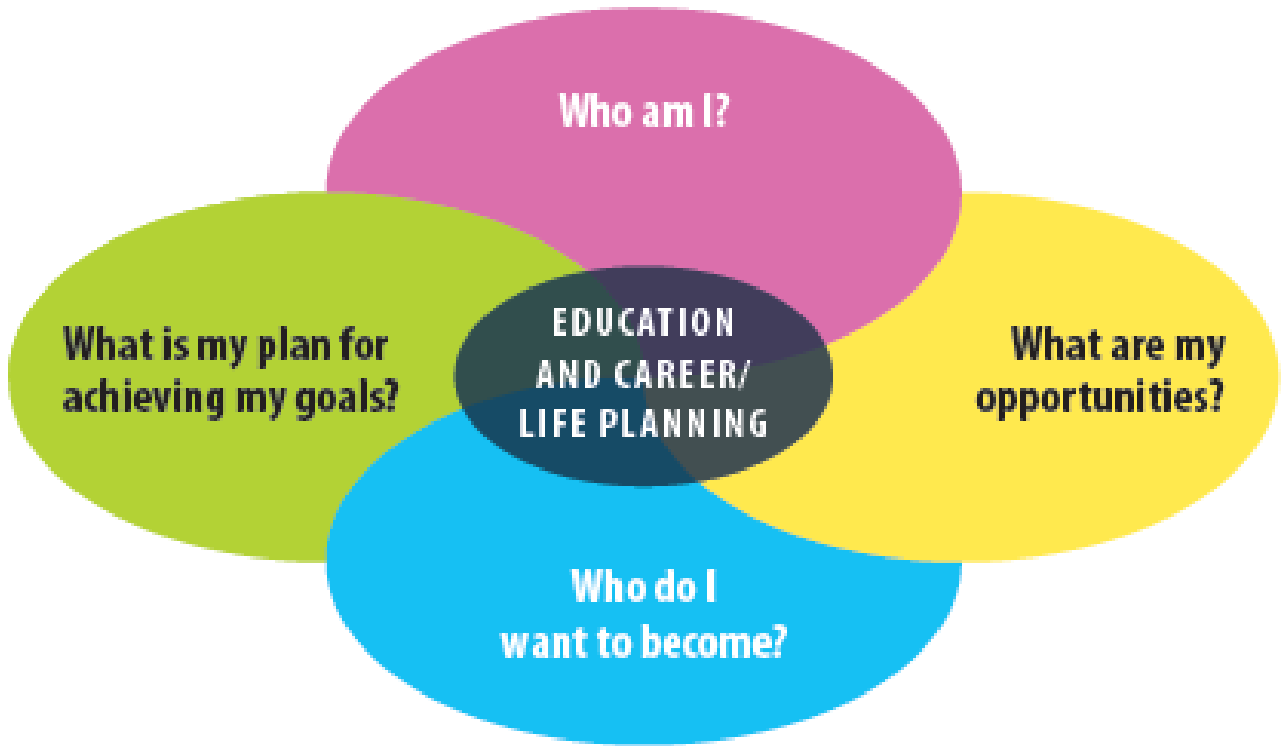 Who am I?
What is my plan for
achieving my goals?
EDUCATION
AND CAREER/
LIFE PLANNING
What are my
opportunities?
Who do I
want to become?